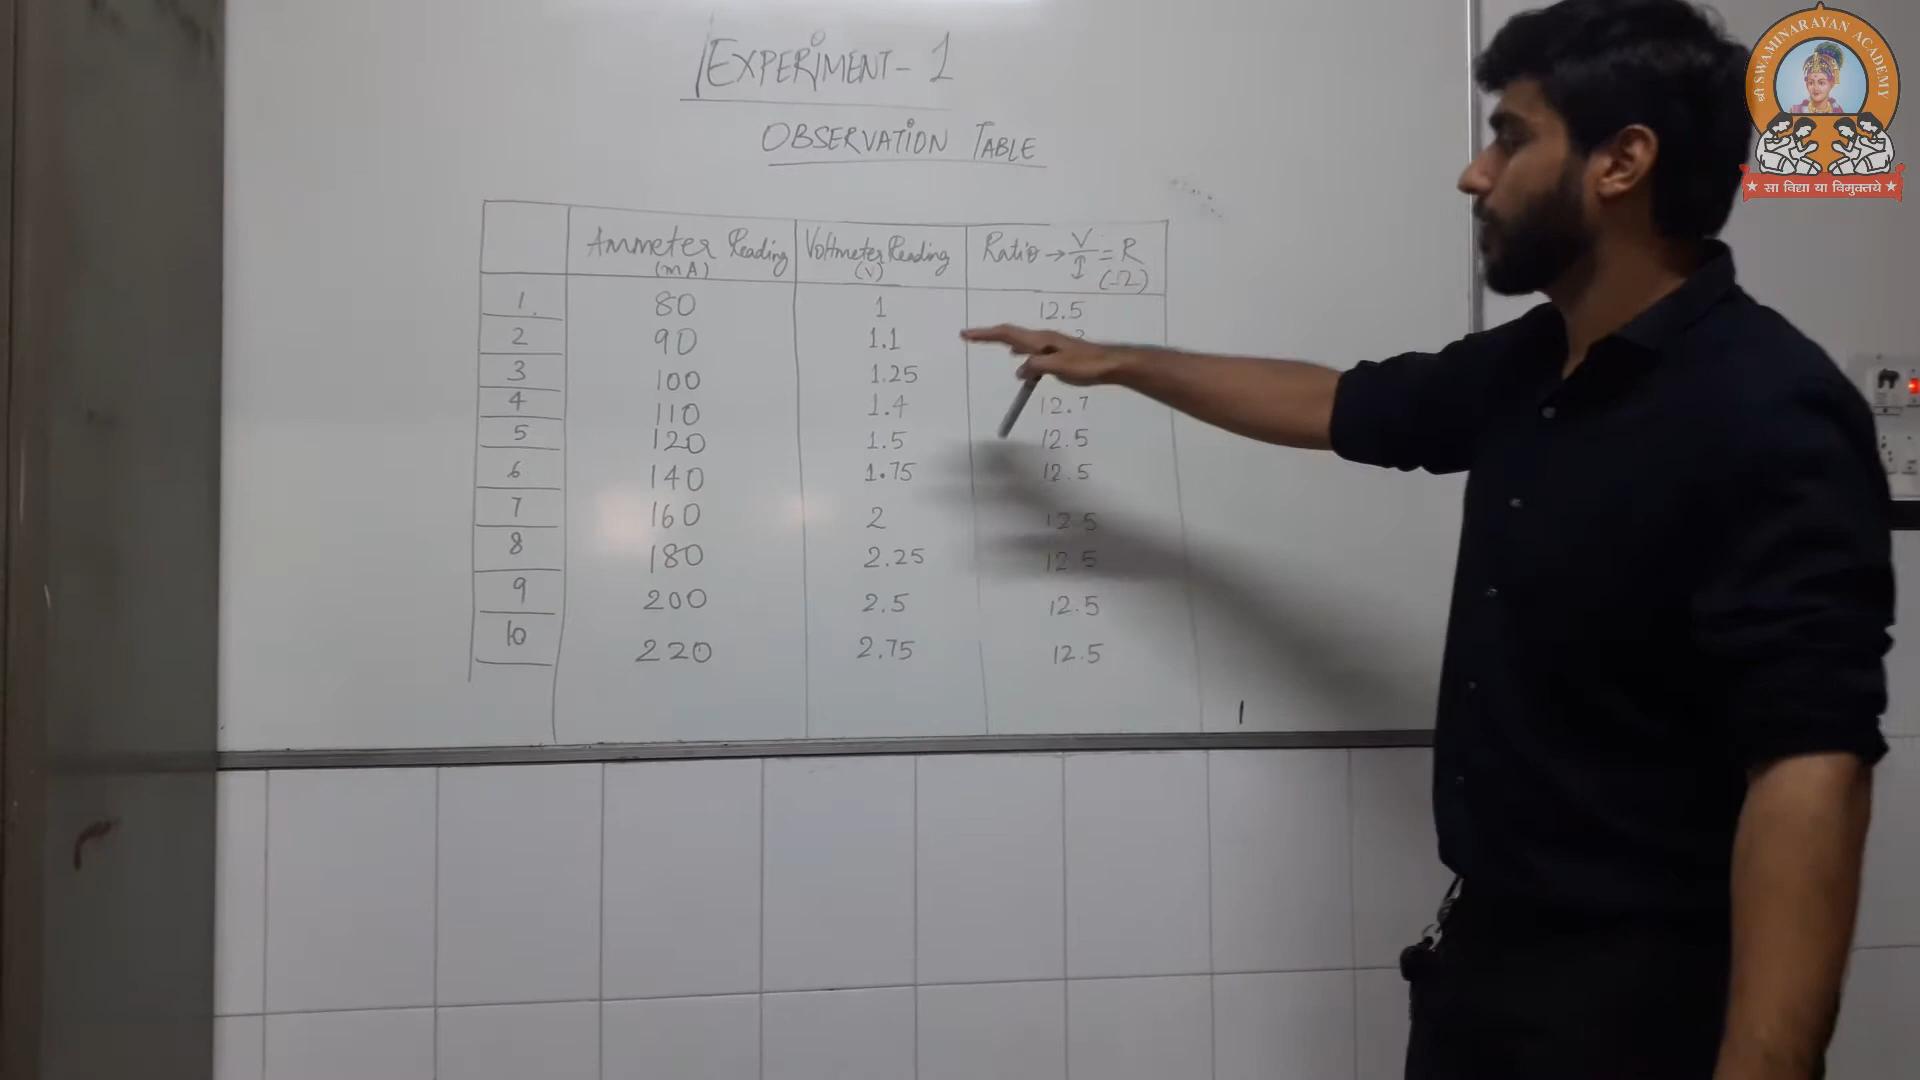 EXPERIMENT - 1
OBSERVATION TABLE
Ammeter Reading (mA) Voltmeter Reading (V) Ratio → V/I = R (Ω)
1. 80 1 12.5
2 90 1.1
3 100 1.25
4 110 1.4 12.7
5 120 1.5 12.5
6 140 1.75 12.5
7 160 2 12.5
8 180 2.25 12.5
9 200 2.5 12.5
10 220 2.75 12.5
श्री SWAMINARAYAN ACADEMY
सा विद्या या विमुक्तये